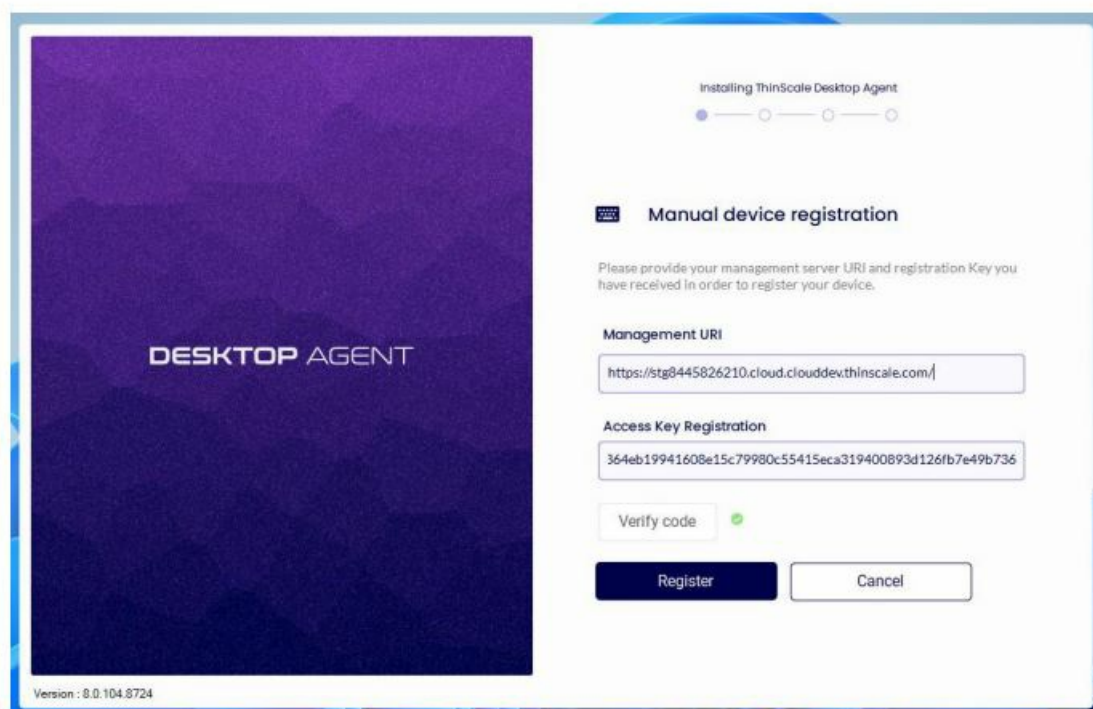 Installing ThinScale Desktop Agent
Manual device registration
Please provide your management server URI and registration Key you
have received in order to register your device.
DESKTOP AGENT
Management URI
https://stg8445826210.cloud.clouddev.thinscale.com/
Access Key Registration
364eb19941608e15c79980c55415eca319400893d126fb7e49b736
Verify code
Register
Cancel
Version : 8.0.104.8724